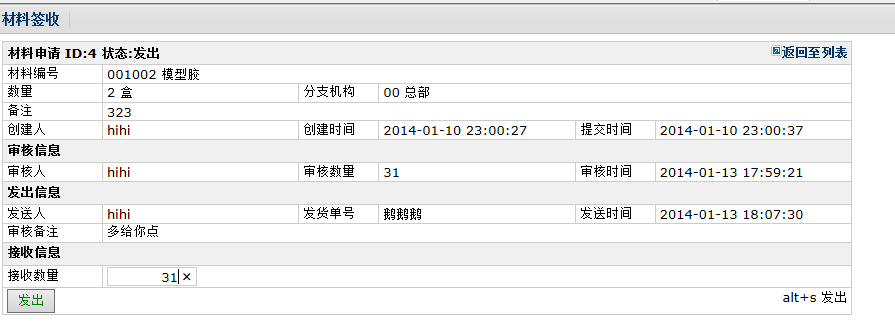 材料签收
材料申请 ID:4 状态:发出 返回至列表
材料编号 001002 模型胶
数量 2 盒 分支机构 00 总部
备注 323
创建人 hihi 创建时间 2014-01-10 23:00:27 提交时间 2014-01-10 23:00:37
审核信息
审核人 hihi 审核数量 31 审核时间 2014-01-13 17:59:21
发出信息
发送人 hihi 发货单号 鹅鹅鹅 发送时间 2014-01-13 18:07:30
审核备注 多给你点
接收信息
接收数量 31
发出 alt+s 发出